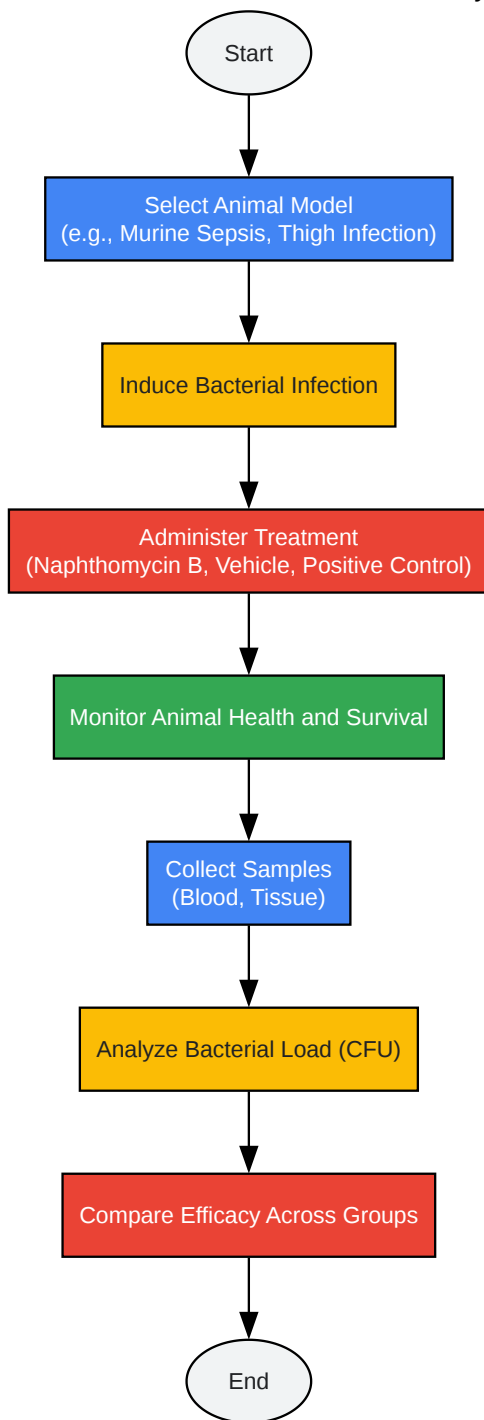 Start
Select Animal Model
(e.g., Murine Sepsis, Thigh Infection)
Induce Bacterial Infection
Administer Treatment
(Naphthomycin B, Vehicle, Positive Control)
Monitor Animal Health and Survival
Collect Samples
(Blood, Tissue)
Analyze Bacterial Load (CFU)
Compare Efficacy Across Groups
End